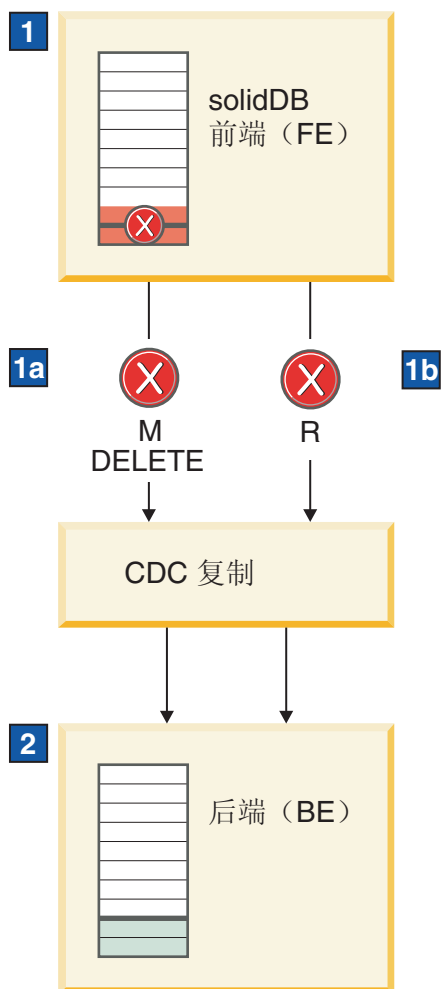 1
solidDB
前端（FE）
X
1a
X
X
1b
M
R
DELETE
CDC 复制
2
后端（BE）